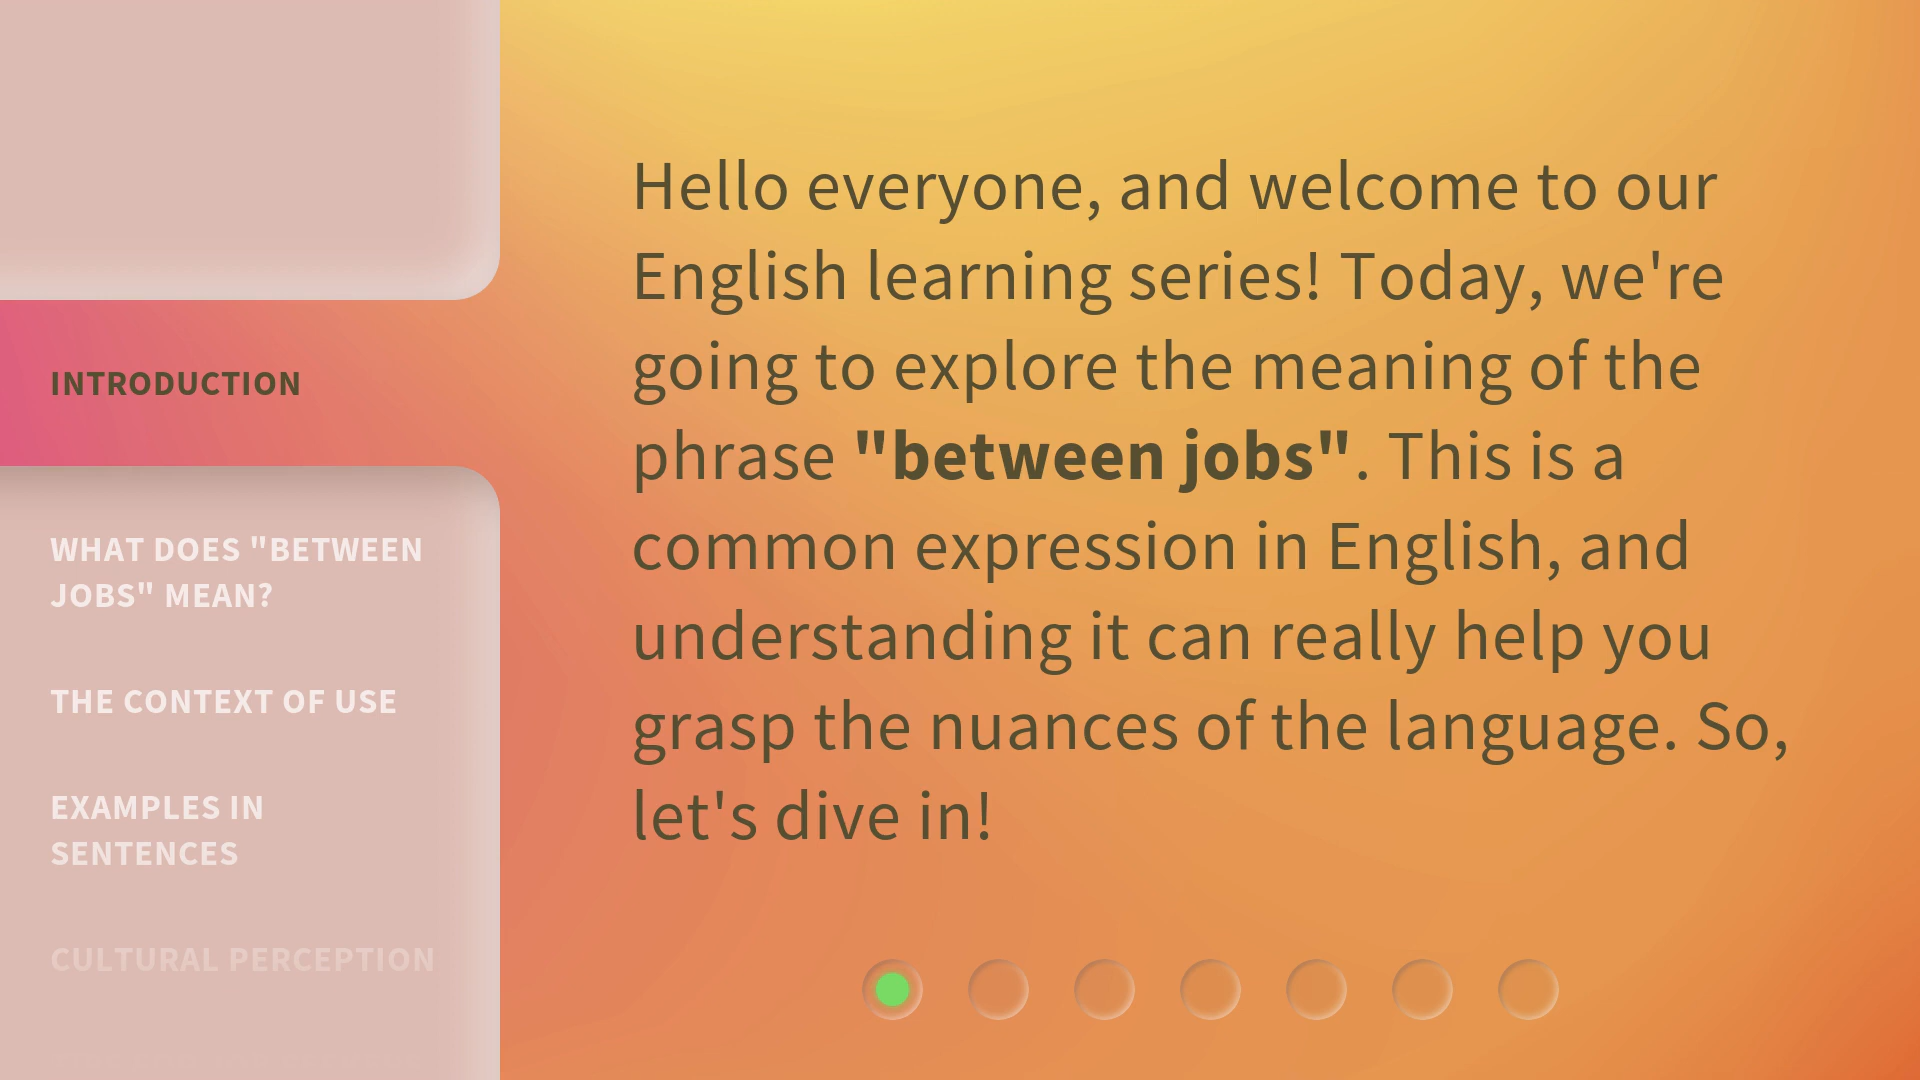 INTRODUCTION
WHAT DOES "BETWEEN
JOBS" MEAN?
THE CONTEXT OF USE
EXAMPLES IN
SENTENCES
CULTURAL PERCEPTION
Hello everyone, and welcome to our
English learning series! Today, we're
going to explore the meaning of the
phrase "between jobs". This is a
common expression in English, and
understanding it can really help you
grasp the nuances of the language. So,
let's dive in!